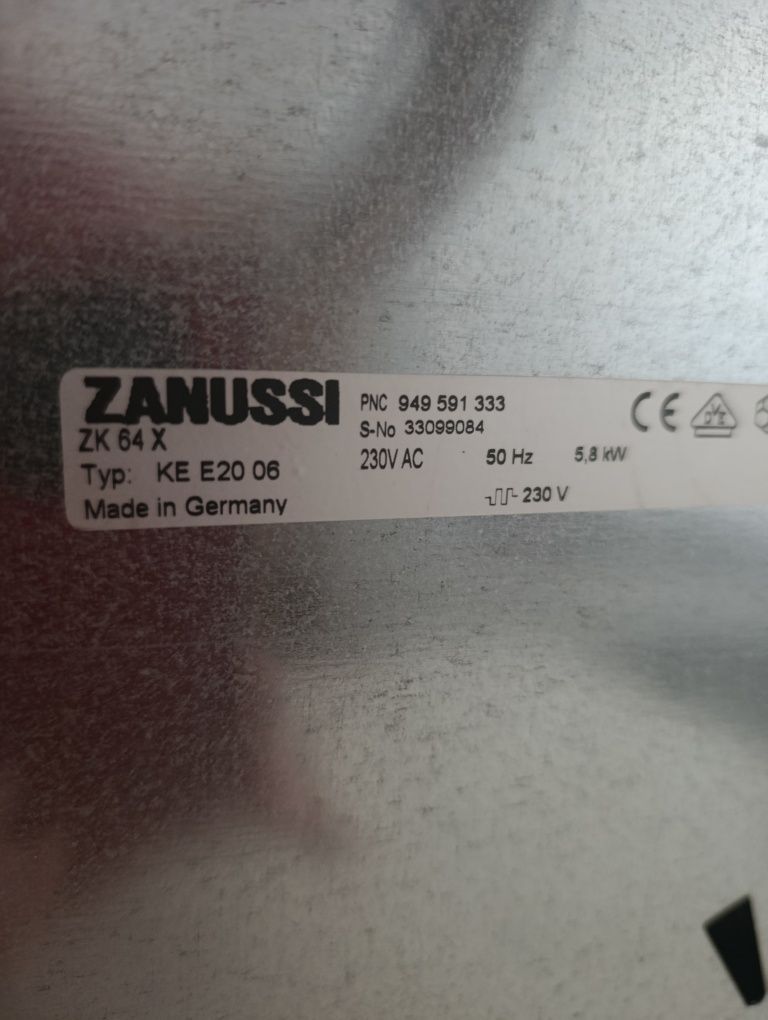 ZANUSSI
ZK 64 X
Typ: KE E20 06
Made in Germany
PNC 949 591 333
S-No 33099084
230V AC 50 Hz 5,8 kW
230 V
CE